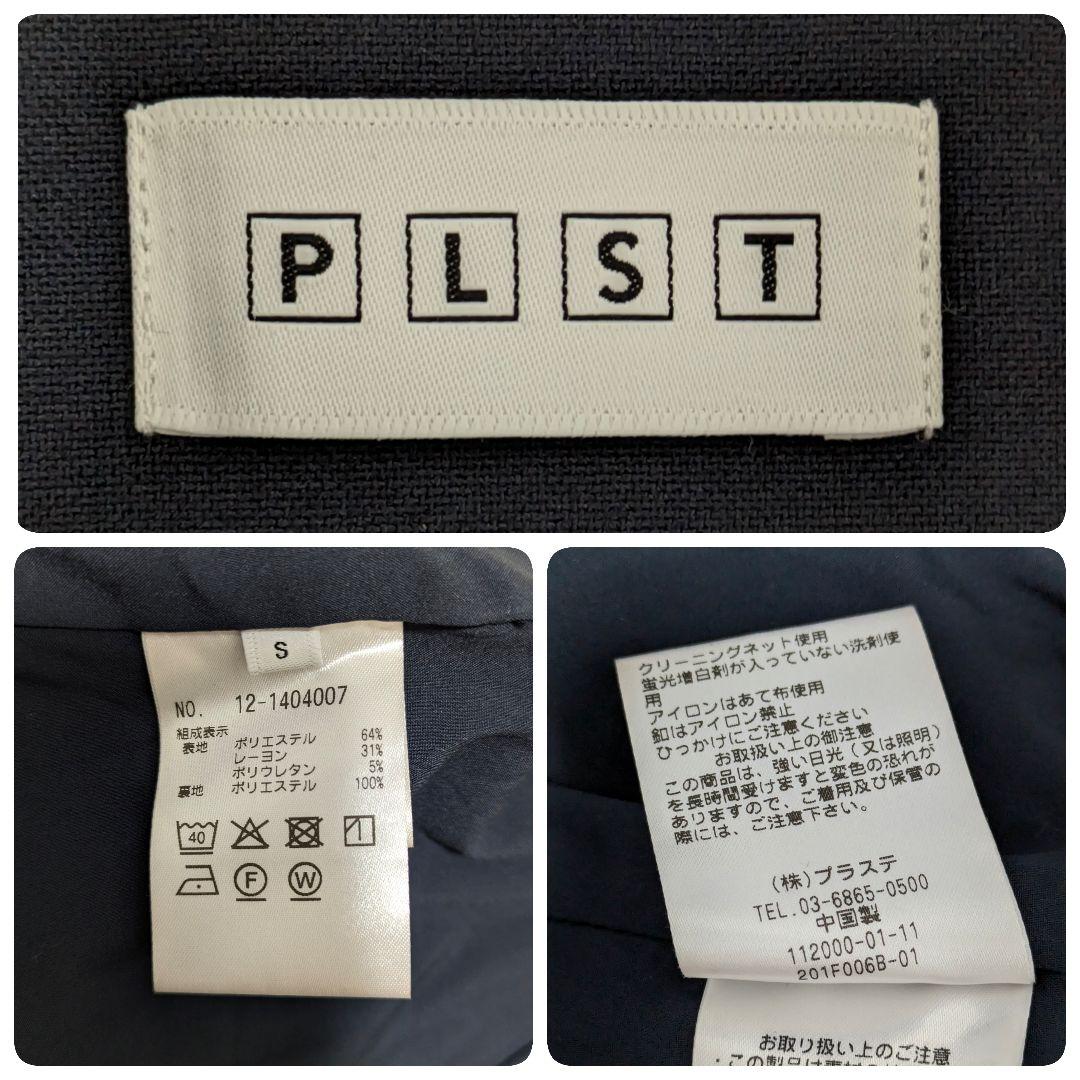 P L S T
S
NO. 12-1404007
組成表示
表地 ポリエステル 64%
レーヨン 31%
ポリウレタン 5%
裏地 ポリエステル 100%
40
F W
クリーニングネット使用
蛍光増白剤が入っていない洗剤使
用
アイロンはあて布使用
釦はアイロン禁止
ひっかけにご注意ください
お取扱い上の御注意
この商品は、強い日光（又は照明）
を長時間受けますと変色の恐れが
ありますので、ご着用及び保管の
際には、ご注意下さい。
(株)プラステ
TEL.03-6865-0500
中国製
112000-01-11
201F006B-01
お取り扱い上のご注意
・この製品は素材